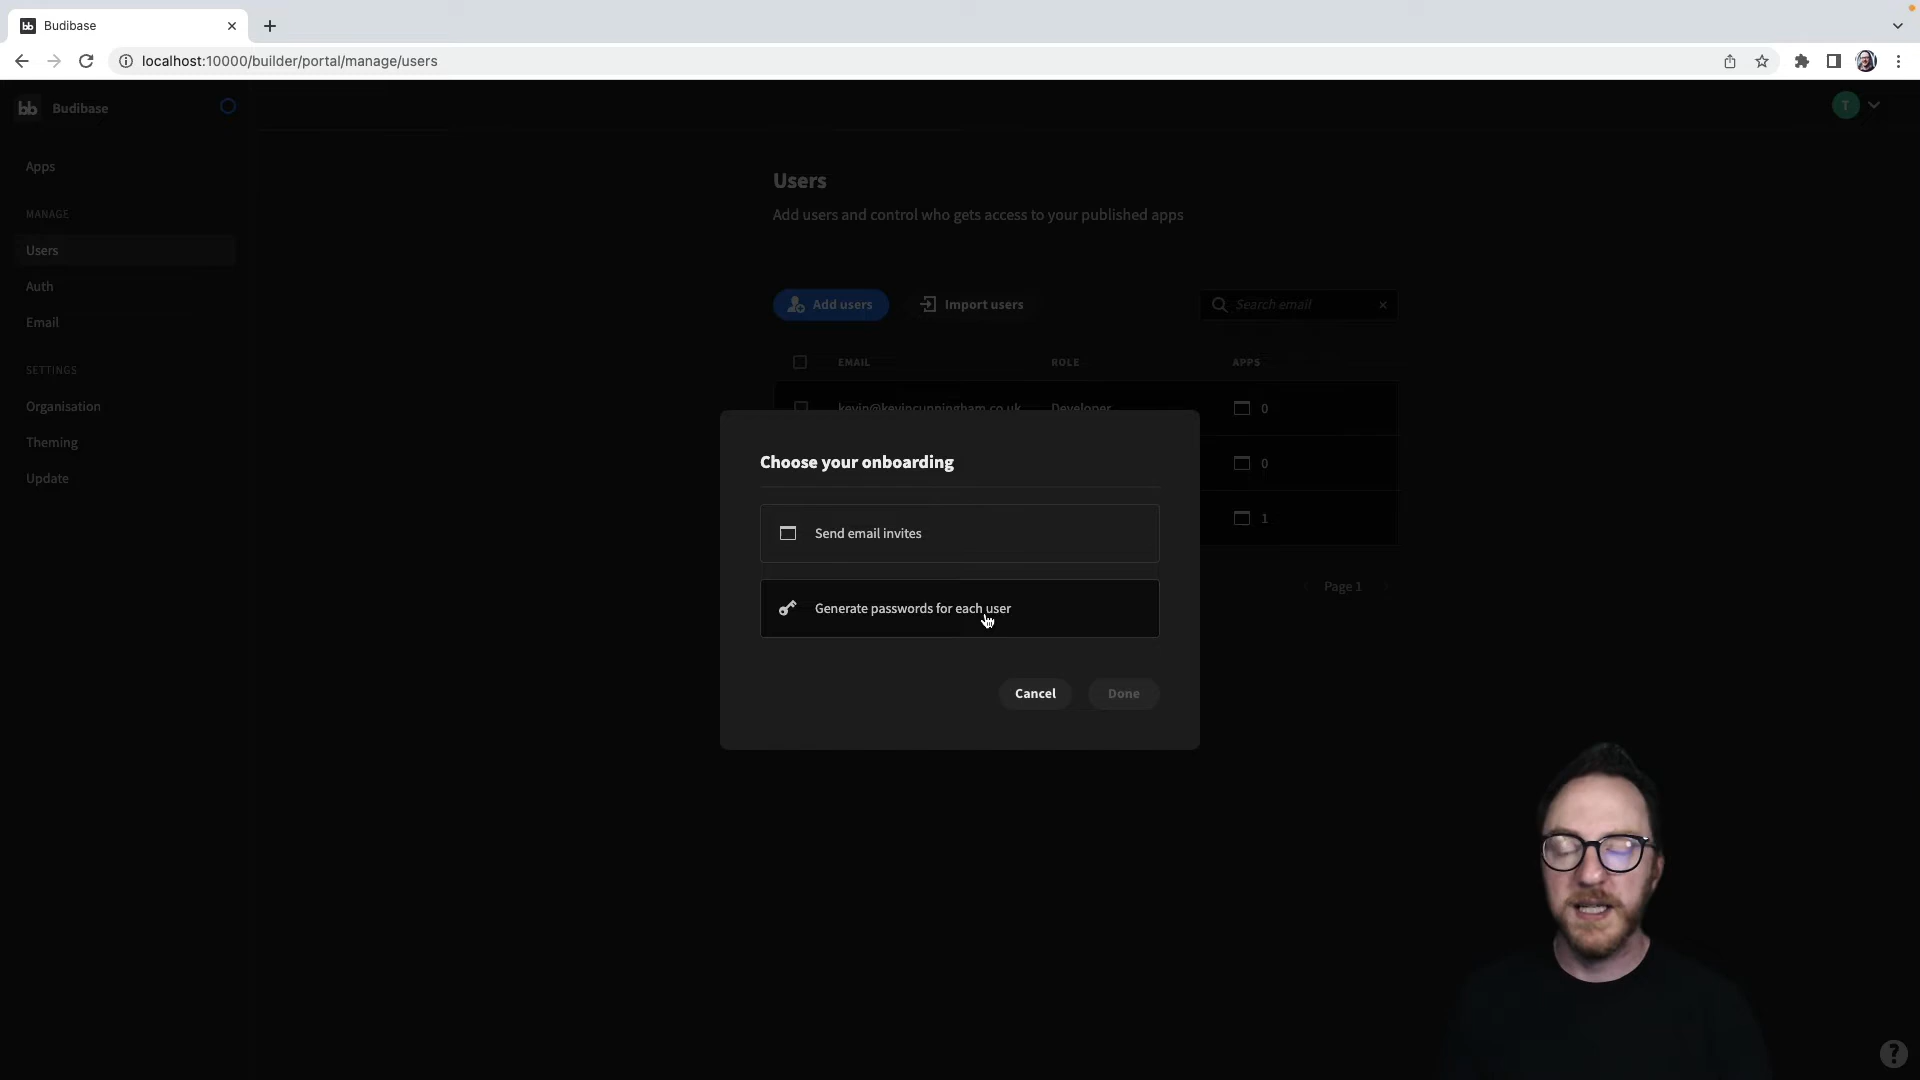 Budibase
localhost:10000/builder/portal/manage/users
bb Budibase
T
Apps
MANAGE
Users
Auth
Email
SETTINGS
Organisation
Theming
Update
Users
Add users and control who gets access to your published apps
Add users
Import users
Search email
EMAIL ROLE APPS
kevin@kevincunningham.co.uk Developer 0
0
1
Page 1
Choose your onboarding
Send email invites
Generate passwords for each user
Cancel
Done
?